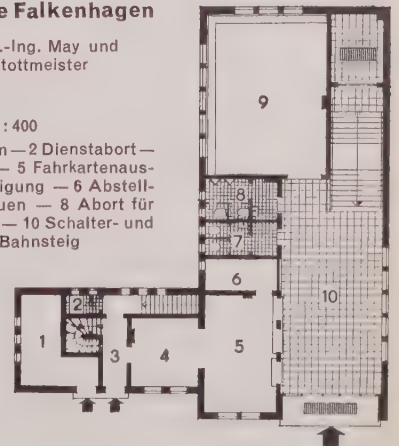 e Falkenhagen
.-Ing. May und
tottmeister
: 400
n — 2 Dienstabort —
— 5 Fahrkartenaus-
igung — 6 Abstell-
uen — 8 Abort für
— 10 Schalter- und
Bahnsteig
9
8
7
6
2
1
3
4
5
10